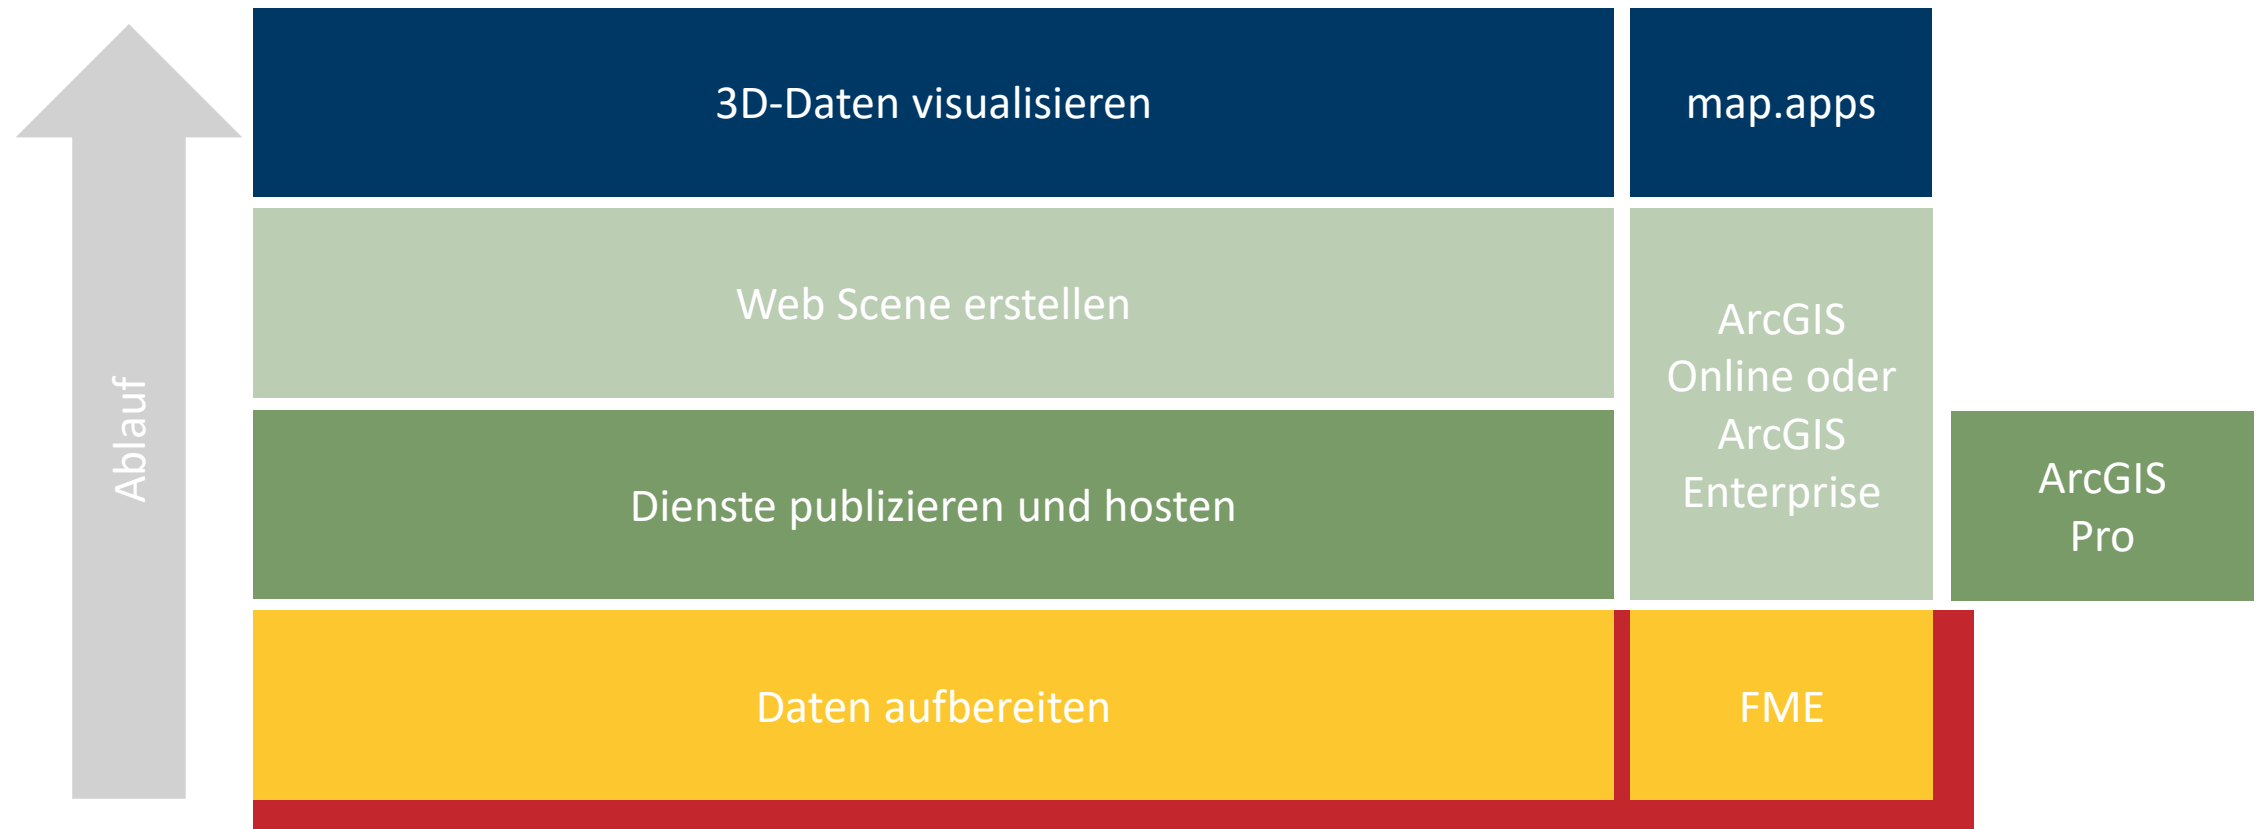 3D-Daten visualisieren
map.apps
Web Scene erstellen
ArcGIS
Online oder
ArcGIS
Enterprise
Dienste publizieren und hosten
ArcGIS
Pro
Daten aufbereiten
FME
Ablauf